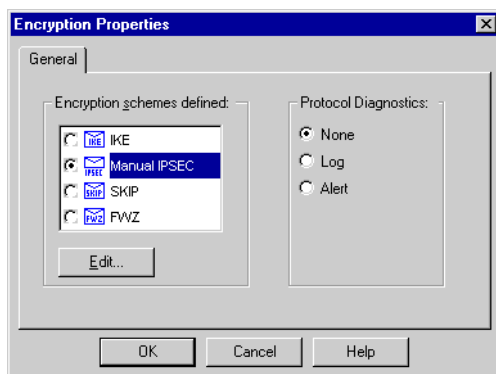 Encryption Properties
General
Encryption schemes defined:
IKE IKE
IPSEC Manual IPSEC
SKIP SKIP
FWZ FWZ
Edit...
Protocol Diagnostics:
None
Log
Alert
OK Cancel Help